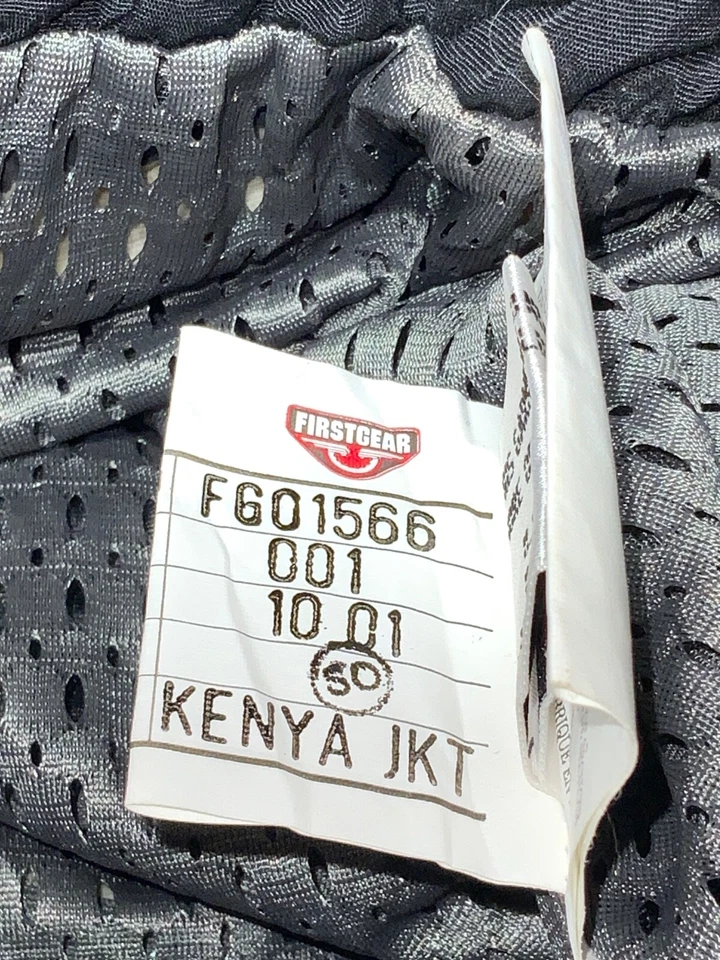 FIRSTGEAR
FG01566
001
10 01
50
KENYA JKT